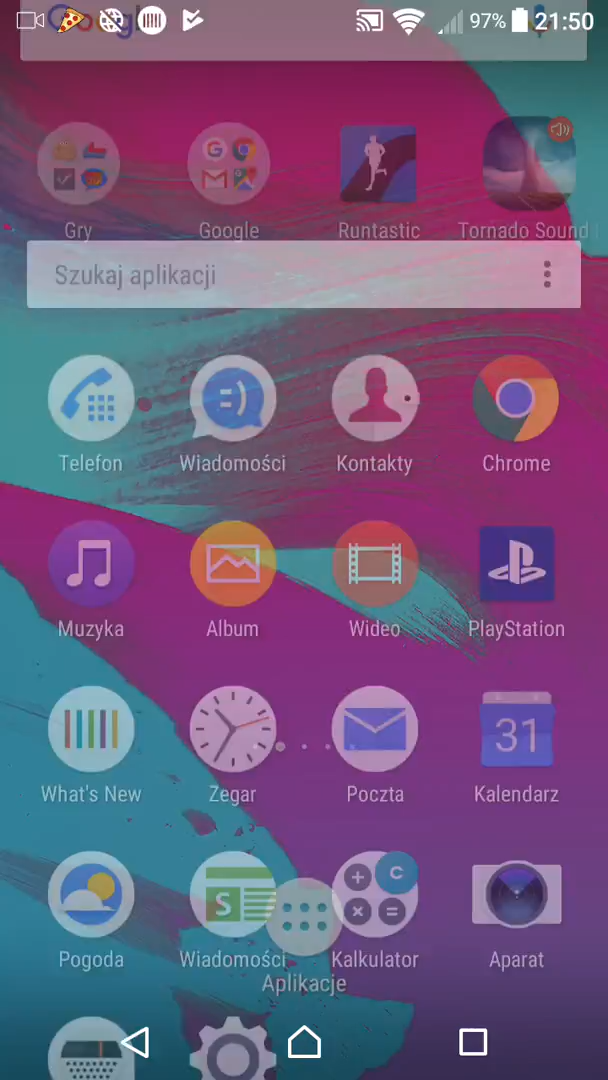 Google
97% 21:50
Gry Google Runtastic Tornado Sound
Szukaj aplikacji
Telefon Wiadomości Kontakty Chrome
Muzyka Album Wideo PlayStation
31
What's New Zegar Poczta Kalendarz
S C
Pogoda Wiadomości Kalkulator Aparat
Aplikacje